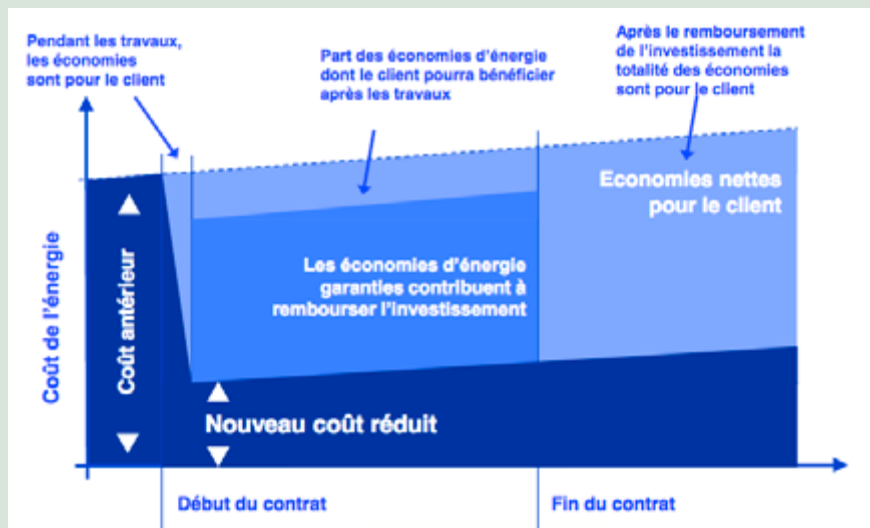 Pendant les travaux,
les économies
sont pour le client
Part des économies d'énergie
dont le client pourra bénéficier
après les travaux
Après le remboursement
de l'investissement la
totalité des économies
sont pour le client
Coût de l'énergie
Coût antérieur
Economies nettes
pour le client
Les économies d'énergie
garanties contribuent à
rembourser l'investissement
Nouveau coût réduit
Début du contrat
Fin du contrat